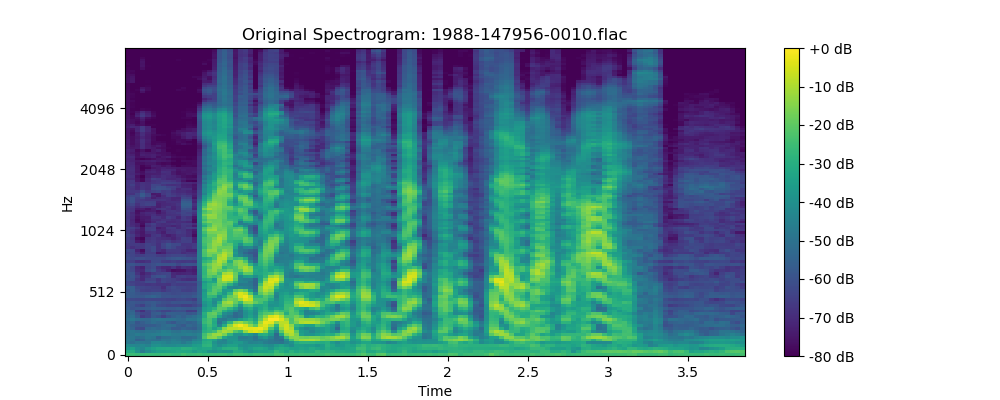 Original Spectrogram: 1988-147956-0010.flac
Hz
4096
2048
1024
512
0
0 0.5 1 1.5 2 2.5 3 3.5
Time
+0 dB
-10 dB
-20 dB
-30 dB
-40 dB
-50 dB
-60 dB
-70 dB
-80 dB